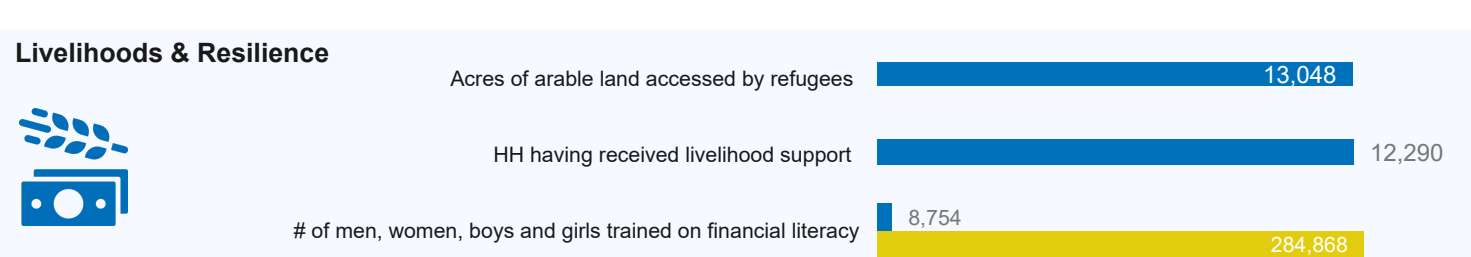 Livelihoods & Resilience
Acres of arable land accessed by refugees
13,048
HH having received livelihood support
12,290
# of men, women, boys and girls trained on financial literacy
8,754
284,868